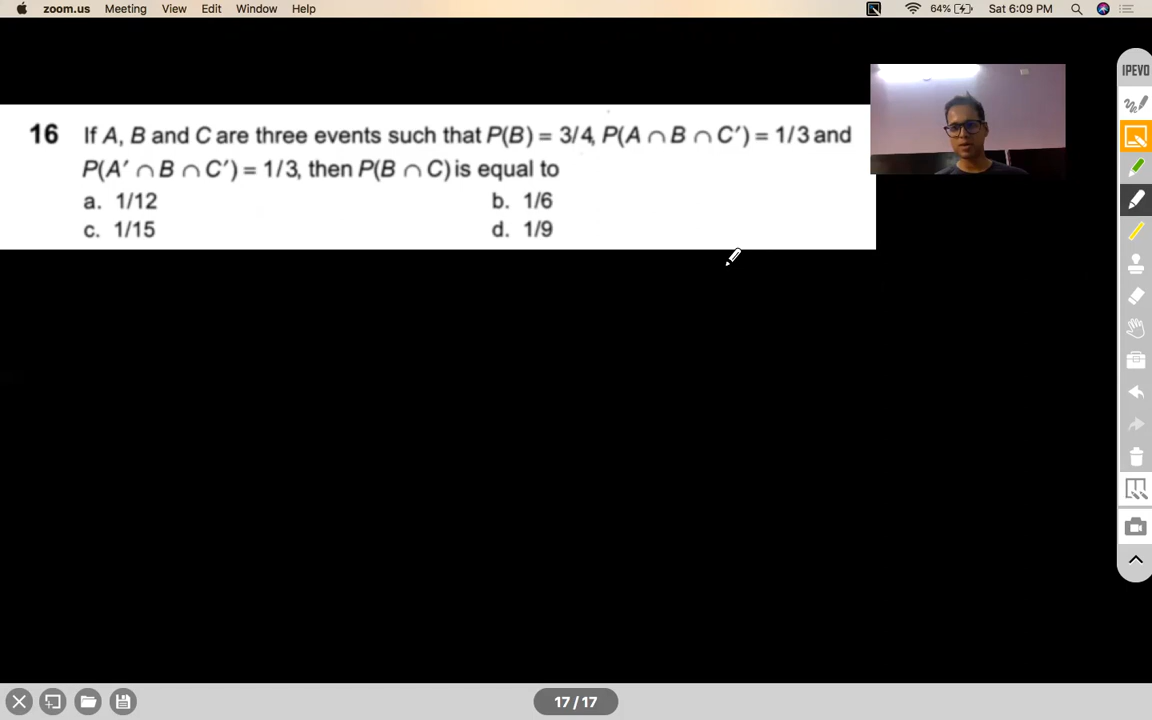 zoom.us Meeting View Edit Window Help 64% Sat 6:09 PM
IPEVO
16 If A, B and C are three events such that P(B) = 3/4, P(A ∩ B ∩ C′) = 1/3 and
P(A′ ∩ B ∩ C′) = 1/3, then P(B ∩ C) is equal to
a. 1/12 b. 1/6
c. 1/15 d. 1/9
17 / 17